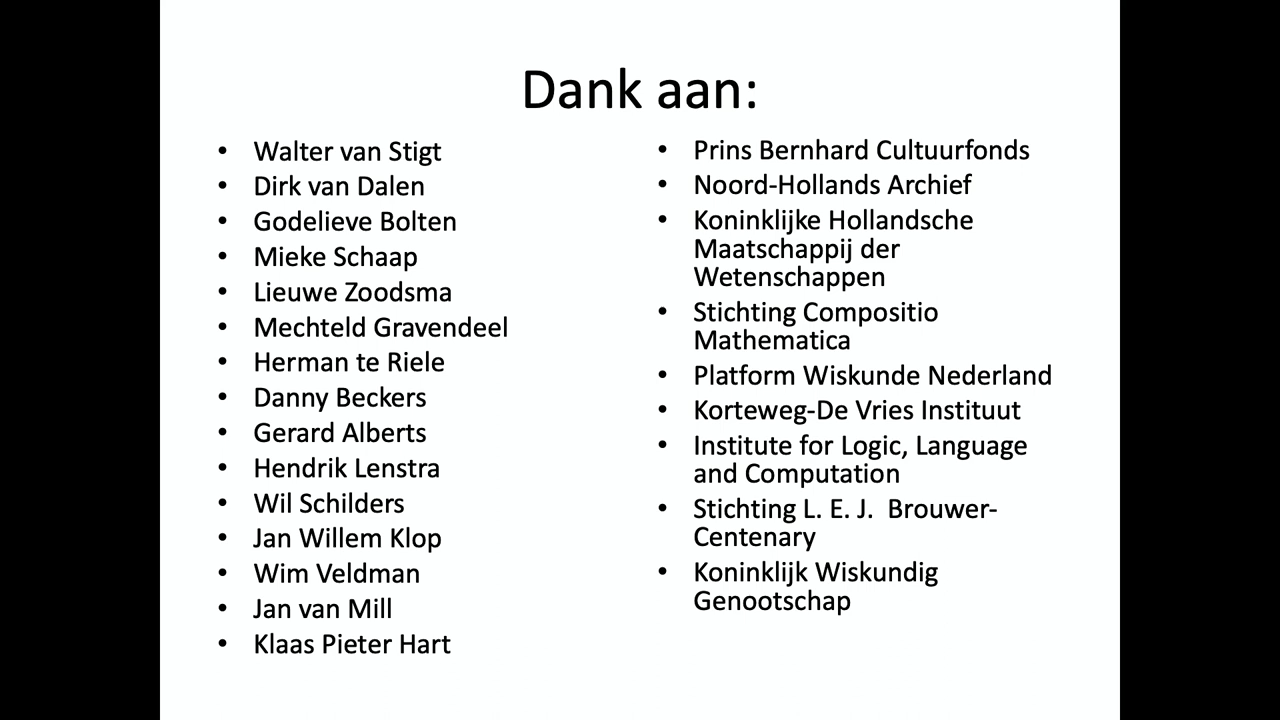 Dank aan:
• Walter van Stigt
• Dirk van Dalen
• Godelieve Bolten
• Mieke Schaap
• Lieuwe Zoodsma
• Mechteld Gravendeel
• Herman te Riele
• Danny Beckers
• Gerard Alberts
• Hendrik Lenstra
• Wil Schilders
• Jan Willem Klop
• Wim Veldman
• Jan van Mill
• Klaas Pieter Hart
• Prins Bernhard Cultuurfonds
• Noord-Hollands Archief
• Koninklijke Hollandsche
Maatschappij der
Wetenschappen
• Stichting Compositio
Mathematica
• Platform Wiskunde Nederland
• Korteweg-De Vries Instituut
• Institute for Logic, Language
and Computation
• Stichting L. E. J.  Brouwer-
Centenary
• Koninklijk Wiskundig
Genootschap